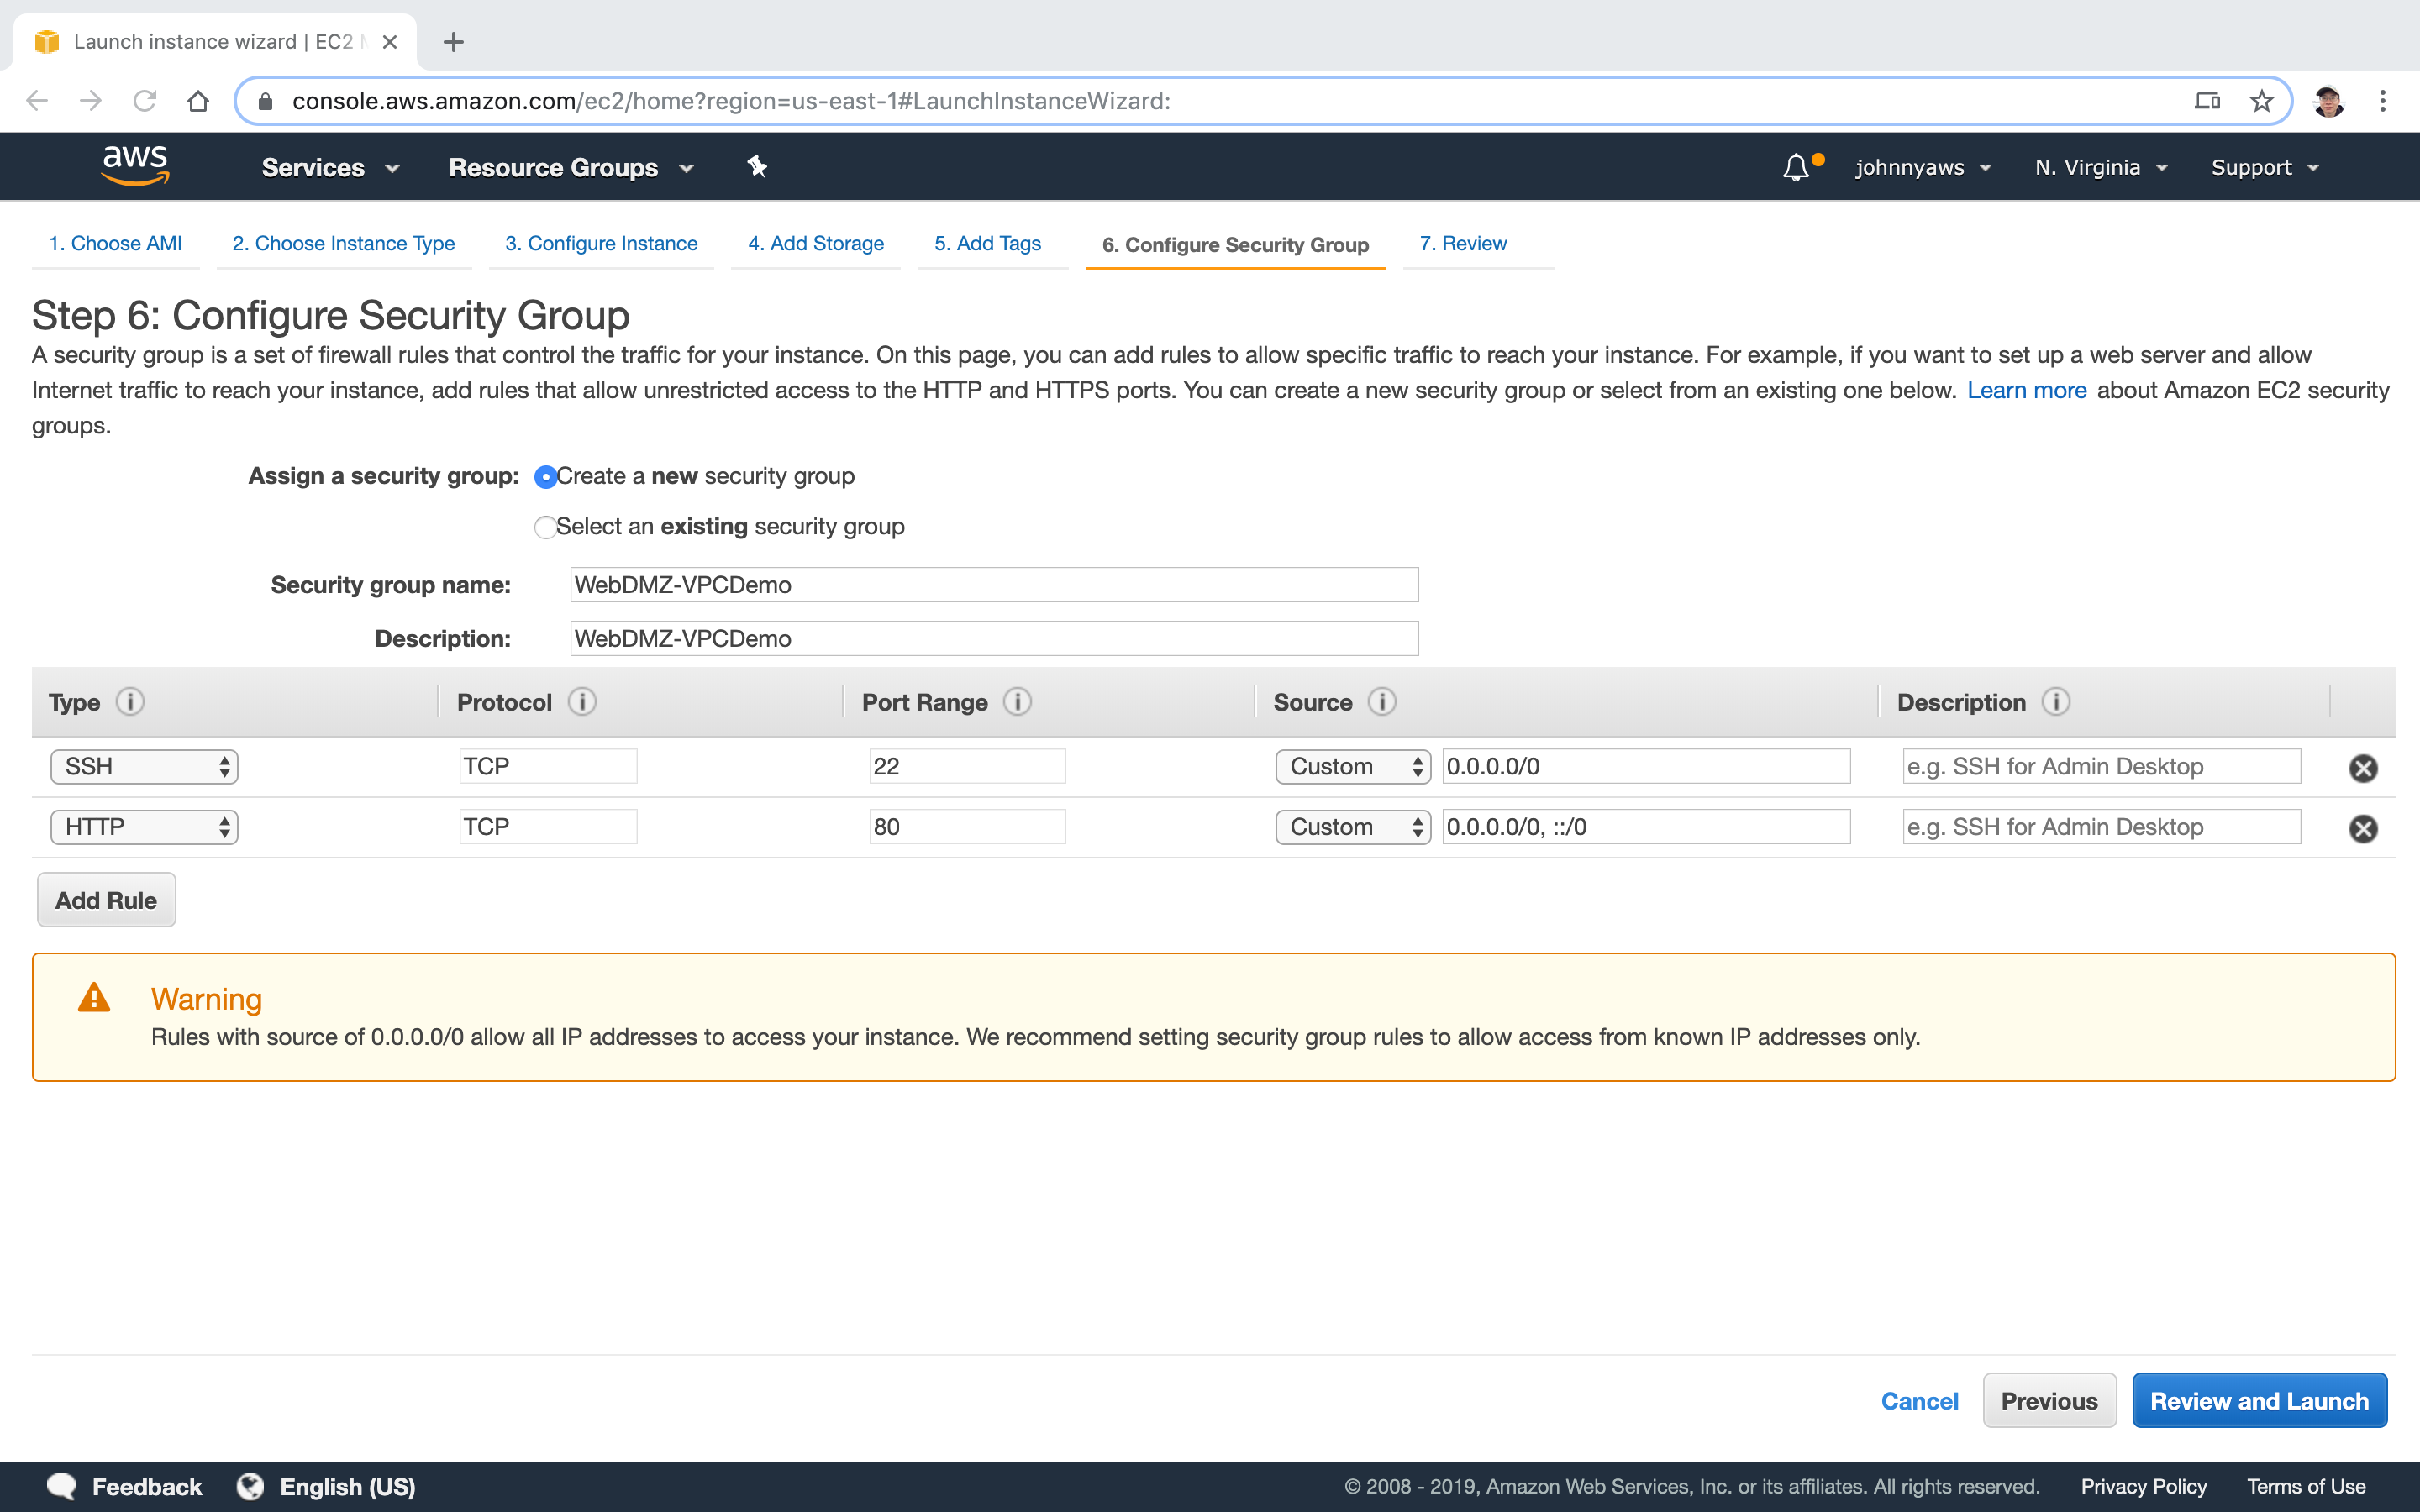 Launch instance wizard | EC2
console.aws.amazon.com/ec2/home?region=us-east-1#LaunchInstanceWizard:
aws Services Resource Groups johnnyaws N. Virginia Support
1. Choose AMI 2. Choose Instance Type 3. Configure Instance 4. Add Storage 5. Add Tags 6. Configure Security Group 7. Review
Step 6: Configure Security Group
A security group is a set of firewall rules that control the traffic for your instance. On this page, you can add rules to allow specific traffic to reach your instance. For example, if you want to set up a web server and allow
Internet traffic to reach your instance, add rules that allow unrestricted access to the HTTP and HTTPS ports. You can create a new security group or select from an existing one below. Learn more about Amazon EC2 security
groups.
Assign a security group: Create a new security group
Select an existing security group
Security group name: WebDMZ-VPCDemo
Description: WebDMZ-VPCDemo
Type Protocol Port Range Source Description
SSH TCP 22 Custom 0.0.0.0/0 e.g. SSH for Admin Desktop
HTTP TCP 80 Custom 0.0.0.0/0, ::/0 e.g. SSH for Admin Desktop
Add Rule
Warning
Rules with source of 0.0.0.0/0 allow all IP addresses to access your instance. We recommend setting security group rules to allow access from known IP addresses only.
Cancel Previous Review and Launch
Feedback English (US) © 2008 - 2019, Amazon Web Services, Inc. or its affiliates. All rights reserved. Privacy Policy Terms of Use